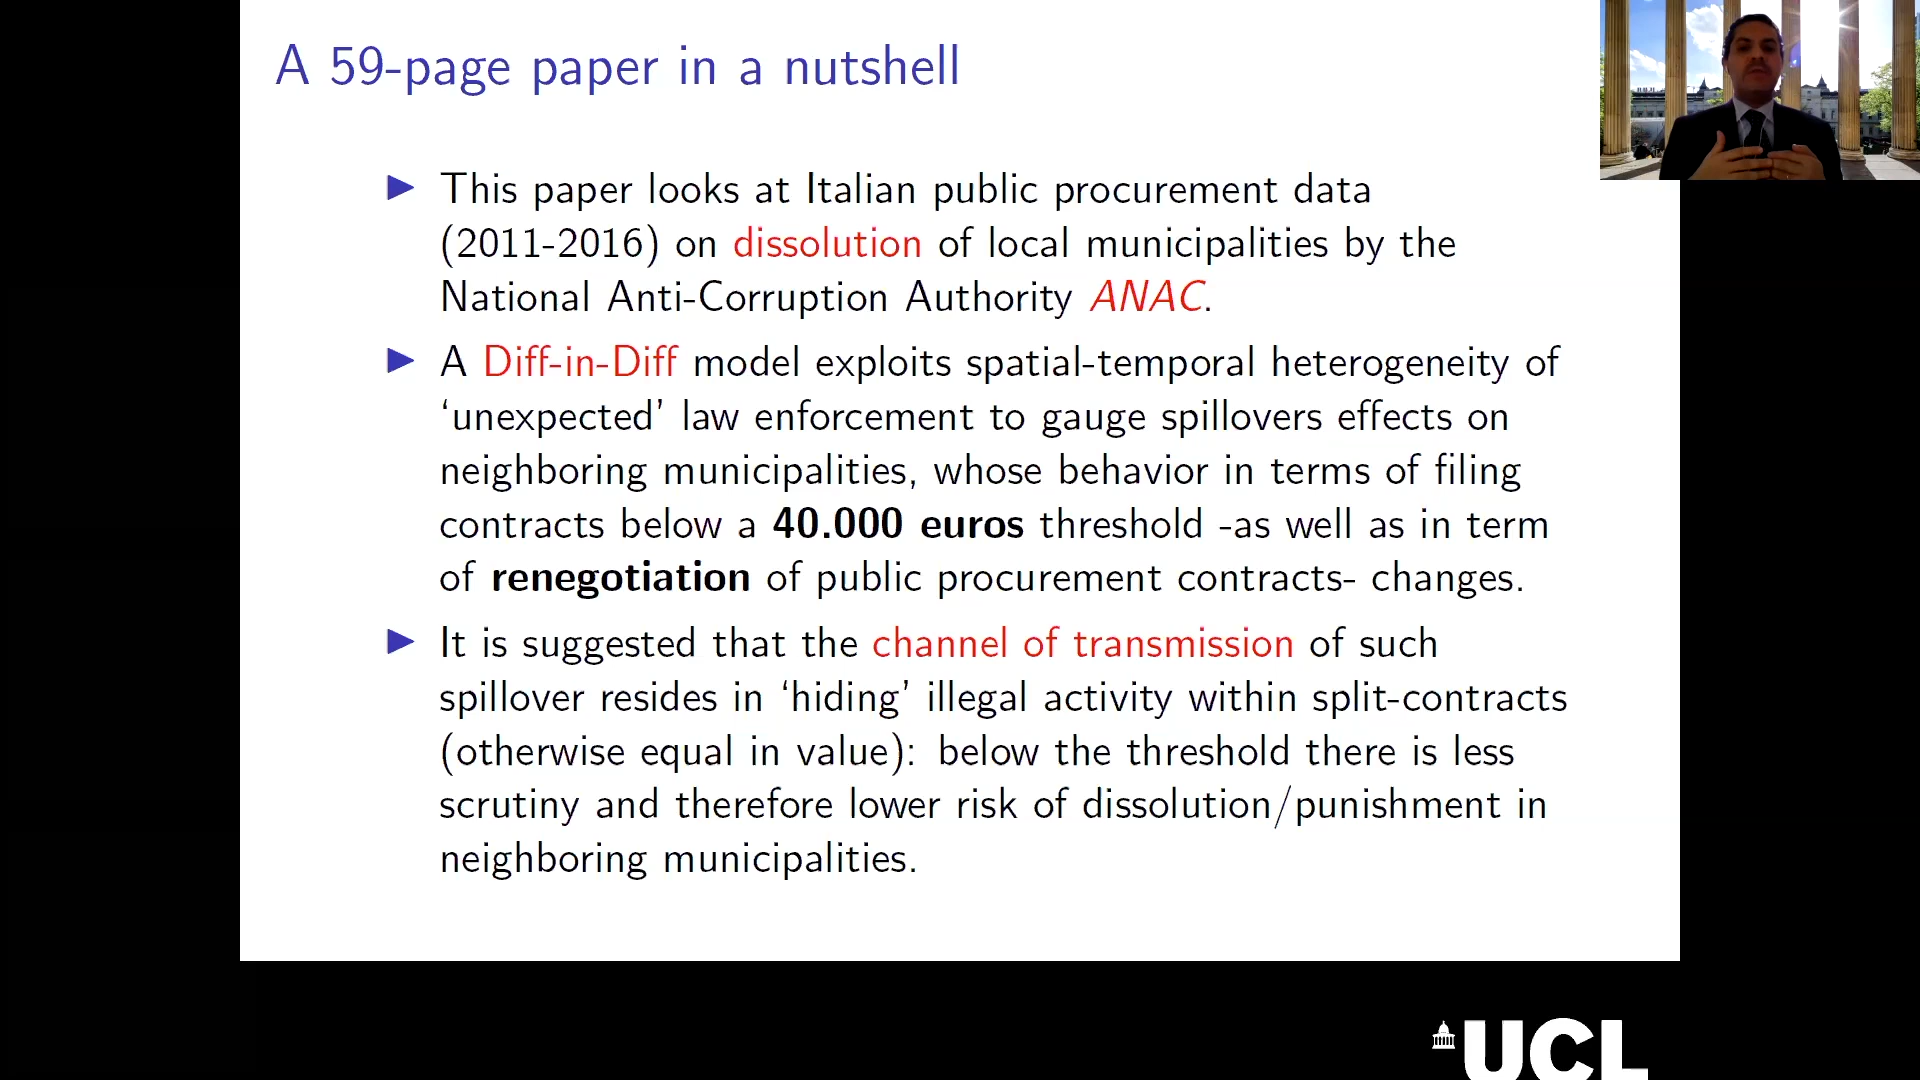 A 59-page paper in a nutshell
This paper looks at Italian public procurement data
(2011-2016) on dissolution of local municipalities by the
National Anti-Corruption Authority ANAC.
A Diff-in-Diff model exploits spatial-temporal heterogeneity of
‘unexpected’ law enforcement to gauge spillovers effects on
neighboring municipalities, whose behavior in terms of filing
contracts below a 40.000 euros threshold -as well as in term
of renegotiation of public procurement contracts- changes.
It is suggested that the channel of transmission of such
spillover resides in ‘hiding’ illegal activity within split-contracts
(otherwise equal in value): below the threshold there is less
scrutiny and therefore lower risk of dissolution/punishment in
neighboring municipalities.
UCL